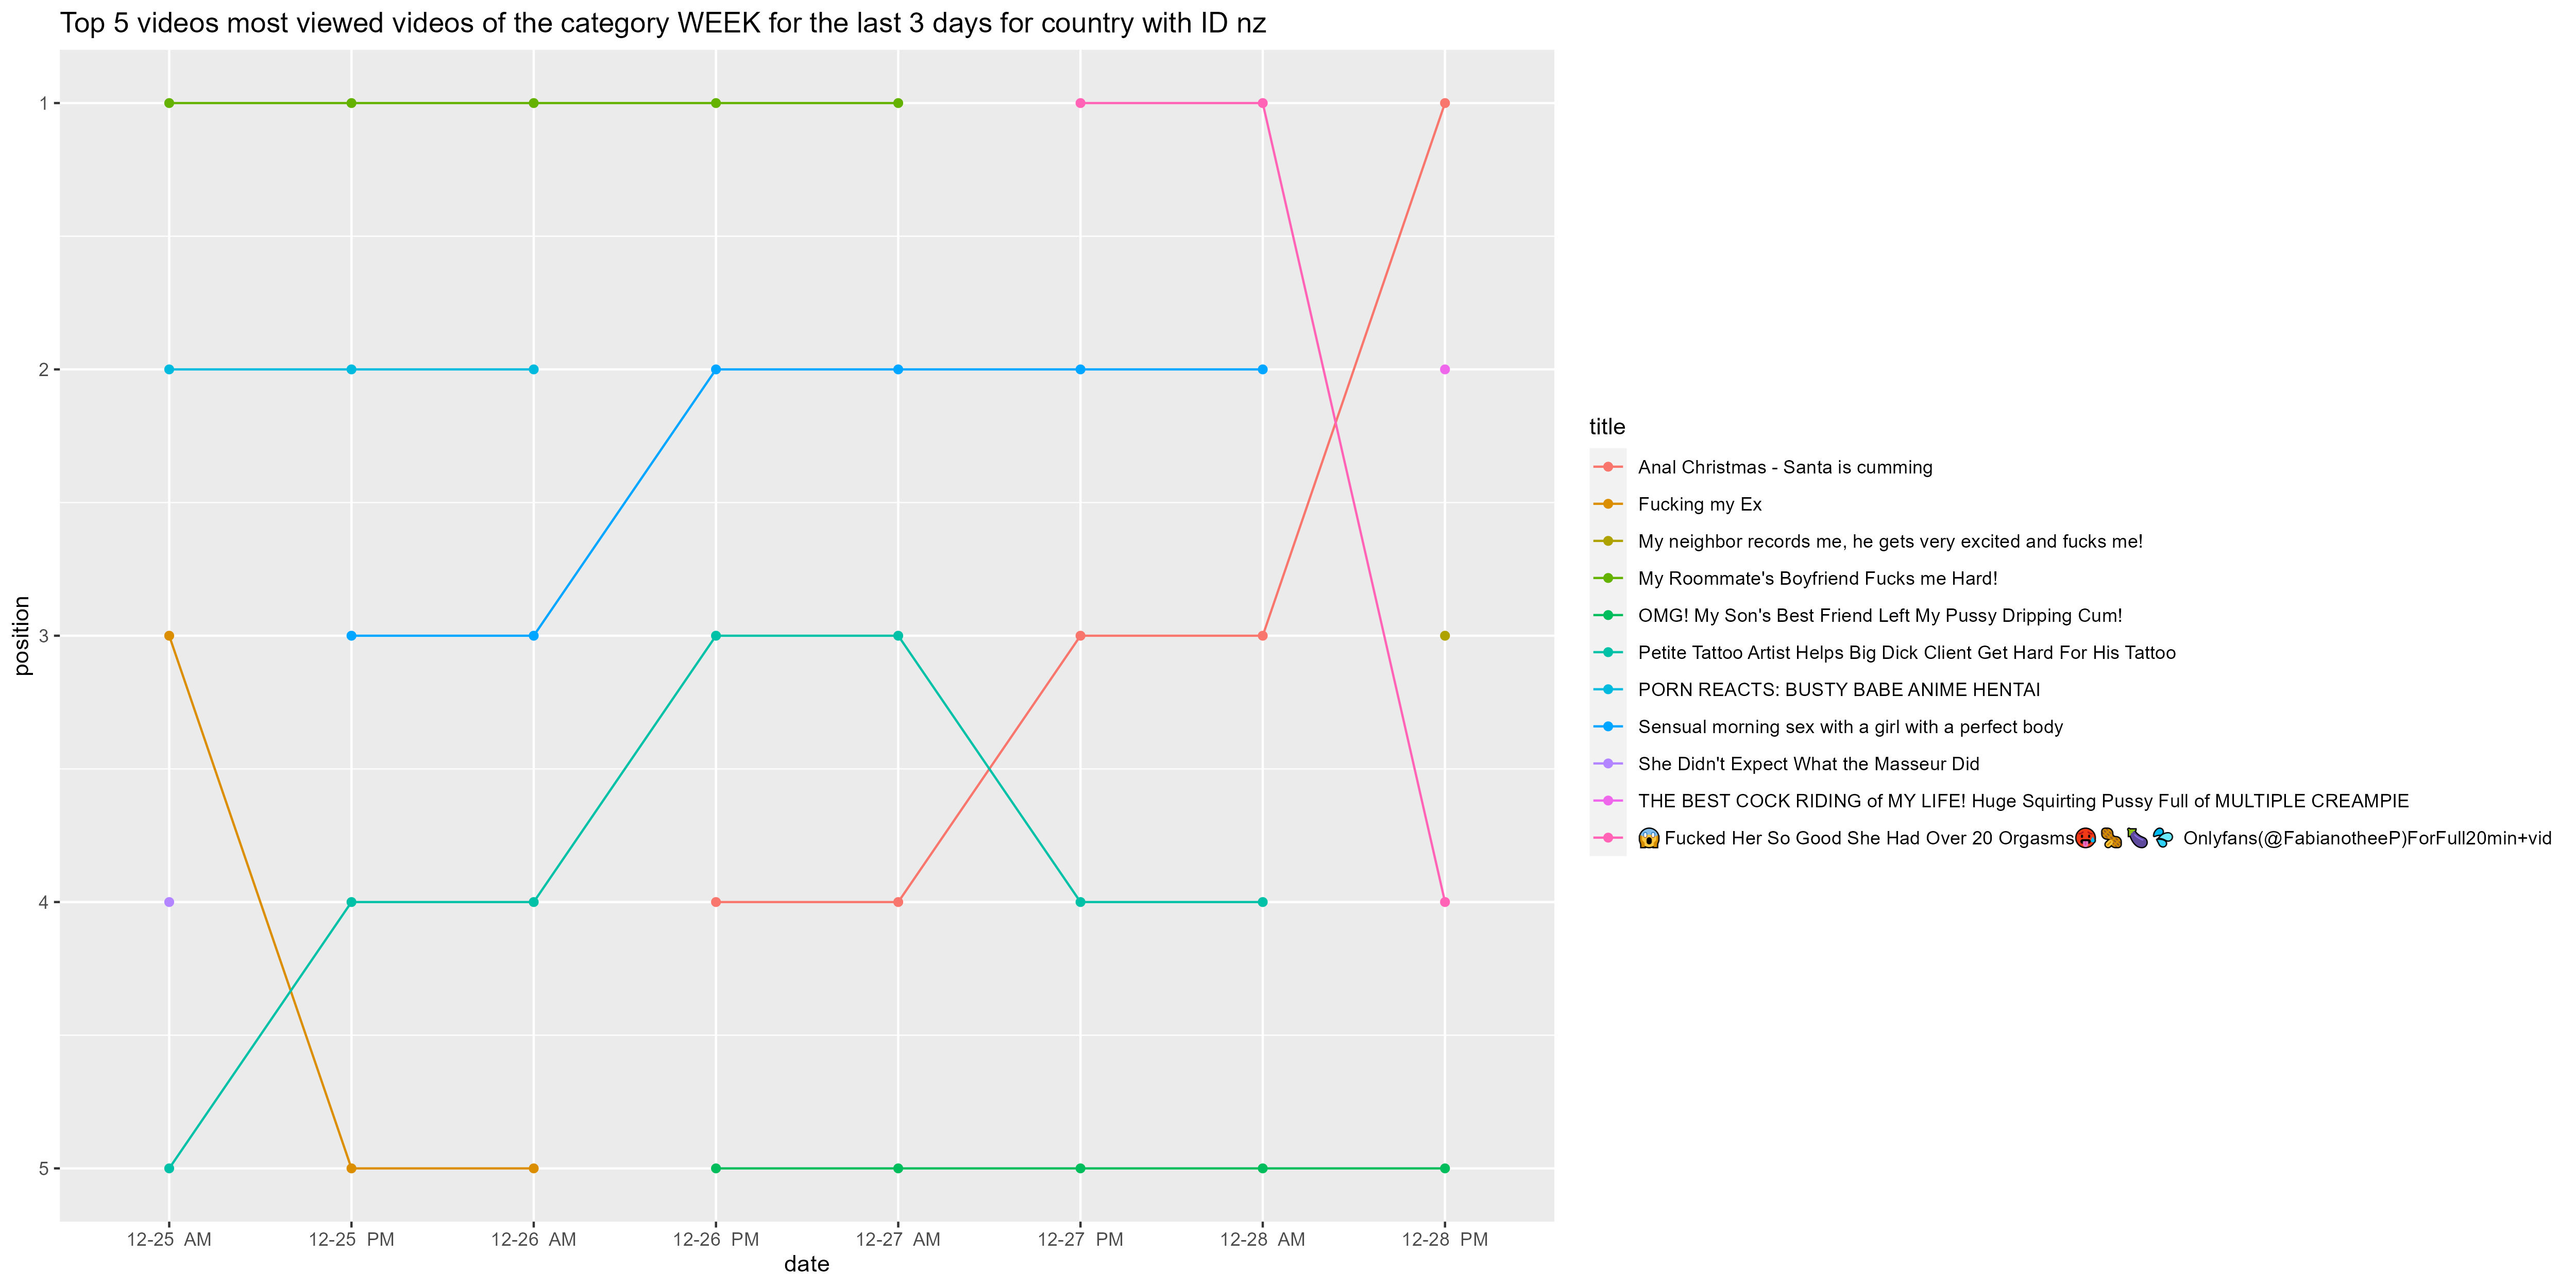 Top 5 videos most viewed videos of the category WEEK for the last 3 days for country with ID nz
position
1
2
3
4
5
12-25 AM
12-25 PM
12-26 AM
12-26 PM
12-27 AM
12-27 PM
12-28 AM
12-28 PM
date
title
Anal Christmas - Santa is cumming
Fucking my Ex
My neighbor records me, he gets very excited and fucks me!
My Roommate's Boyfriend Fucks me Hard!
OMG! My Son's Best Friend Left My Pussy Dripping Cum!
Petite Tattoo Artist Helps Big Dick Client Get Hard For His Tattoo
PORN REACTS: BUSTY BABE ANIME HENTAI
Sensual morning sex with a girl with a perfect body
She Didn't Expect What the Masseur Did
THE BEST COCK RIDING of MY LIFE! Huge Squirting Pussy Full of MULTIPLE CREAMPIE
😱 Fucked Her So Good She Had Over 20 Orgasms🥵 🥜 🍆 💦 Onlyfans(@FabianotheeP)ForFull20min+vid